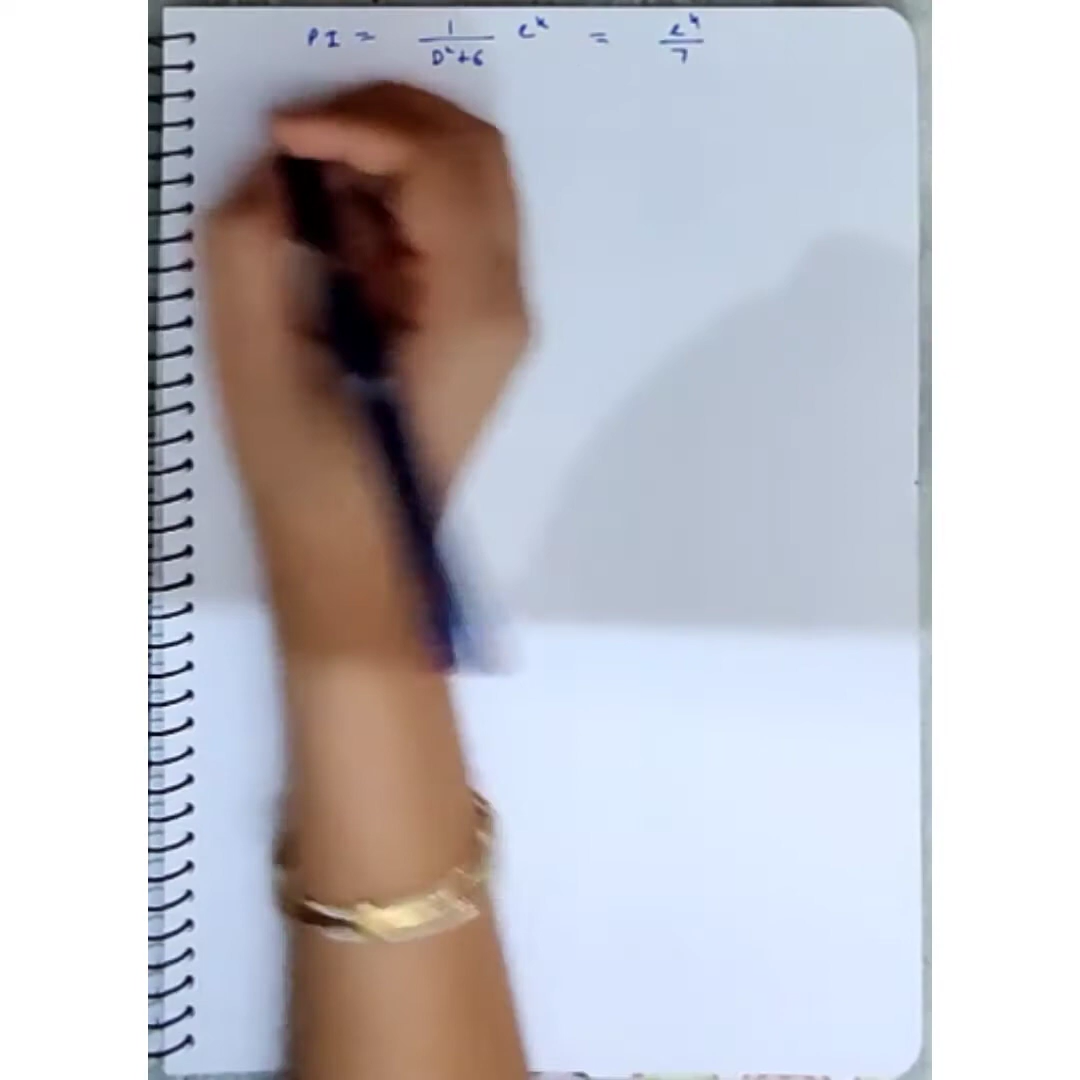 PI = 1/(D²+6) eˣ = eˣ/7